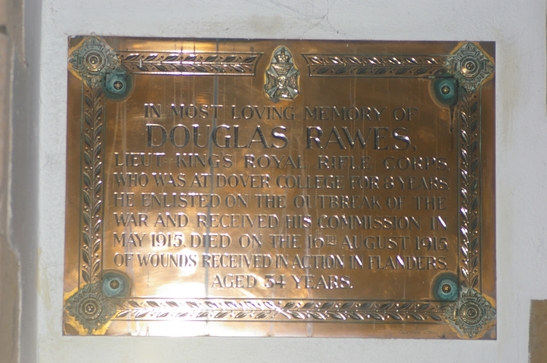 IN MOST LOVING MEMORY OF
DOUGLAS RAWES.
LIEUT KINGS ROYAL RIFLE CORPS
WHO WAS AT DOVER COLLEGE FOR 8 YEARS.
HE ENLISTED ON THE OUTBREAK OF THE
WAR AND RECEIVED HIS COMMISSION IN
MAY 1915. DIED ON THE 16TH AUGUST 1915
OF WOUNDS RECEIVED IN ACTION IN FLANDERS.
AGED 34 YEARS.